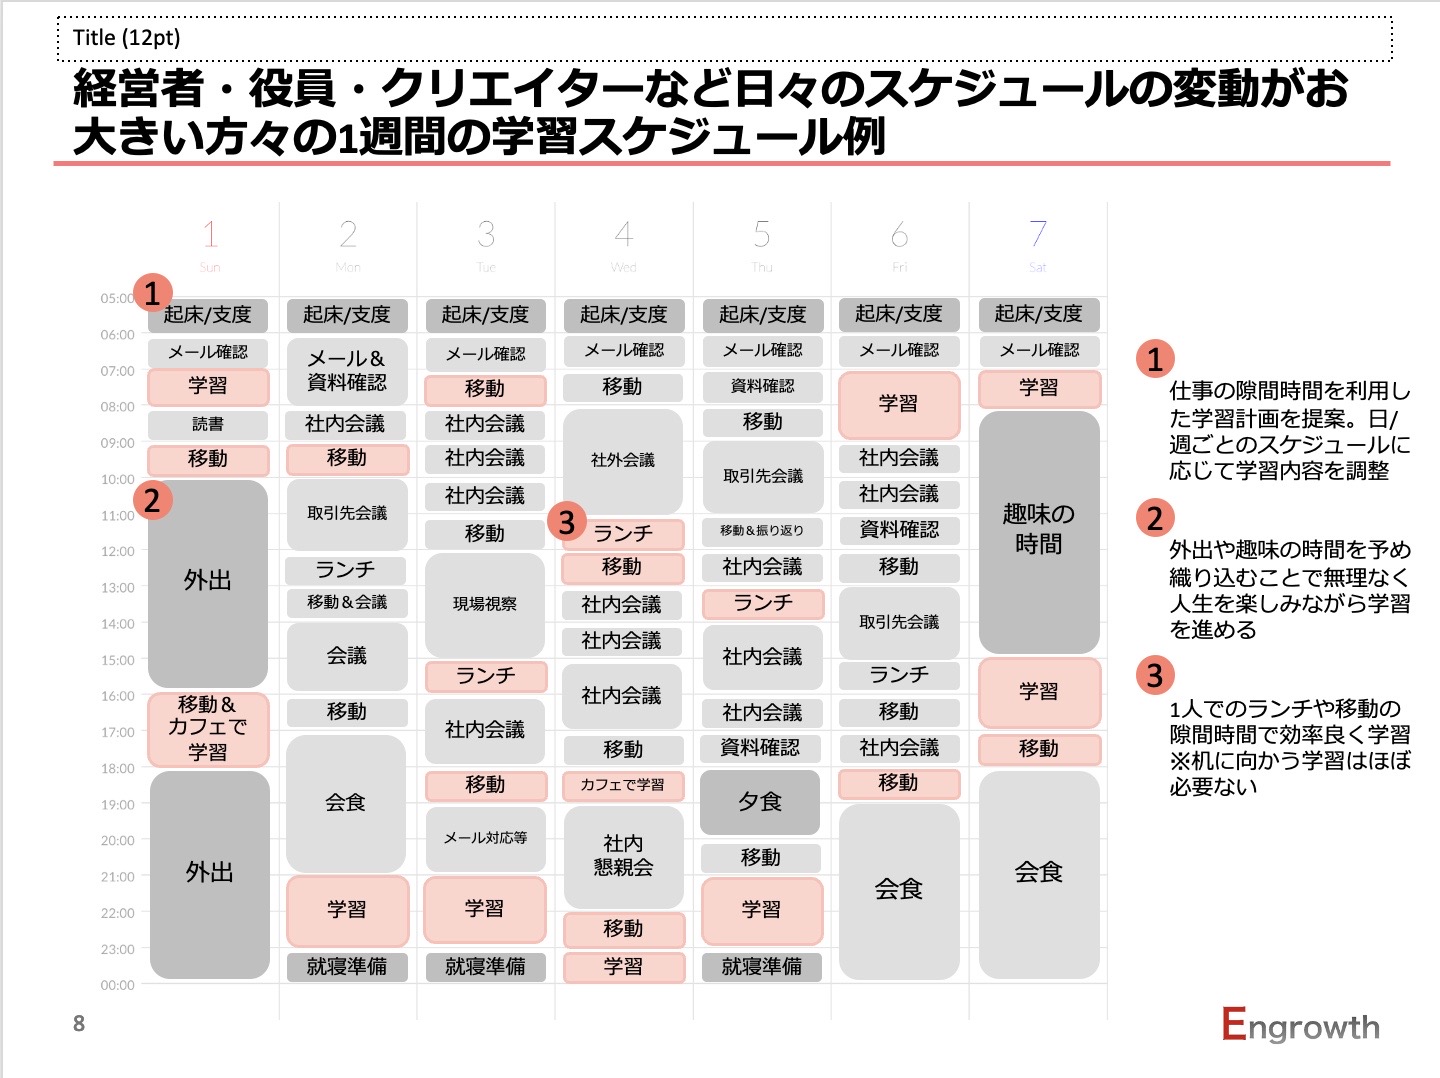 Title (12pt)
経営者・役員・クリエイターなど日々のスケジュールの変動がお
大きい方々の1週間の学習スケジュール例
1 2 3 4 5 6 7
Sun Mon Tue Wed Thu Fri Sat
05:00
06:00
07:00
08:00
09:00
10:00
11:00
12:00
13:00
14:00
15:00
16:00
17:00
18:00
19:00
20:00
21:00
22:00
23:00
00:00
1
起床/支度
メール確認
学習
読書
移動
2
外出
移動&
カフェで
学習
外出
起床/支度
メール&
資料確認
社内会議
移動
取引先会議
ランチ
移動&会議
会議
移動
会食
学習
就寝準備
起床/支度
メール確認
移動
社内会議
社内会議
社内会議
移動
現場視察
ランチ
社内会議
移動
メール対応等
学習
就寝準備
起床/支度
メール確認
移動
社外会議
3
ランチ
移動
社内会議
社内会議
社内会議
移動
カフェで学習
社内
懇親会
移動
学習
起床/支度
メール確認
資料確認
移動
取引先会議
移動&振り返り
社内会議
ランチ
社内会議
社内会議
資料確認
夕食
移動
学習
就寝準備
起床/支度
メール確認
学習
社内会議
社内会議
資料確認
移動
取引先会議
ランチ
移動
社内会議
移動
会食
起床/支度
メール確認
学習
趣味の
時間
学習
移動
会食
1
仕事の隙間時間を利用し
た学習計画を提案。日/
週ごとのスケジュールに
応じて学習内容を調整
2
外出や趣味の時間を予め
織り込むことで無理なく
人生を楽しみながら学習
を進める
3
1人でのランチや移動の
隙間時間で効率良く学習
※机に向かう学習はほぼ
必要ない
8
Engrowth